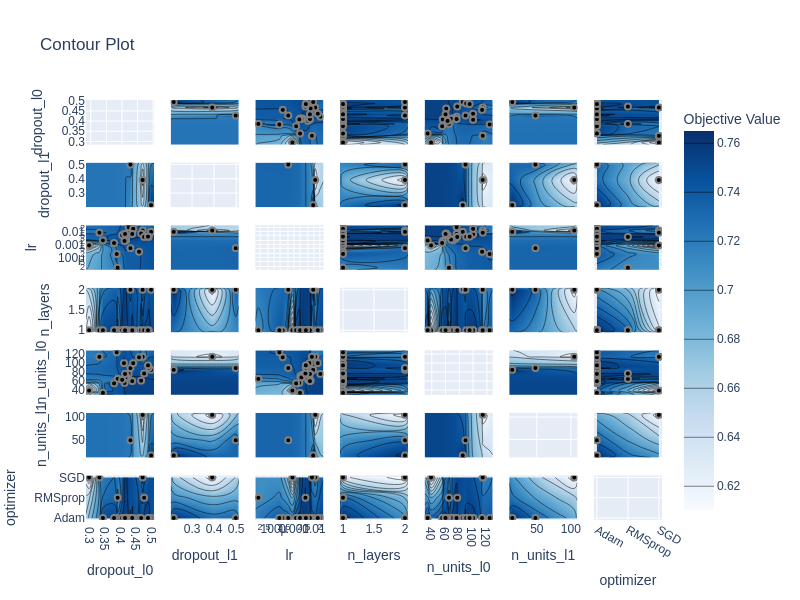 Contour Plot
Objective Value
0.76
0.74
0.72
0.7
0.68
0.66
0.64
0.62
dropout_l0
0.5
0.45
0.4
0.35
0.3
dropout_l1
0.5
0.4
0.3
lr
0.01
0.001
100μ
n_layers
2
1.5
1
n_units_l0
120
100
80
60
40
n_units_l1
100
50
optimizer
SGD
RMSprop
Adam
0.3 0.35 0.4 0.45 0.5
0.3 0.4 0.5
0.001 0.01
1 1.5 2
40 60 80 100 120
50 100
Adam RMSprop SGD
dropout_l0
dropout_l1
lr
n_layers
n_units_l0
n_units_l1
optimizer